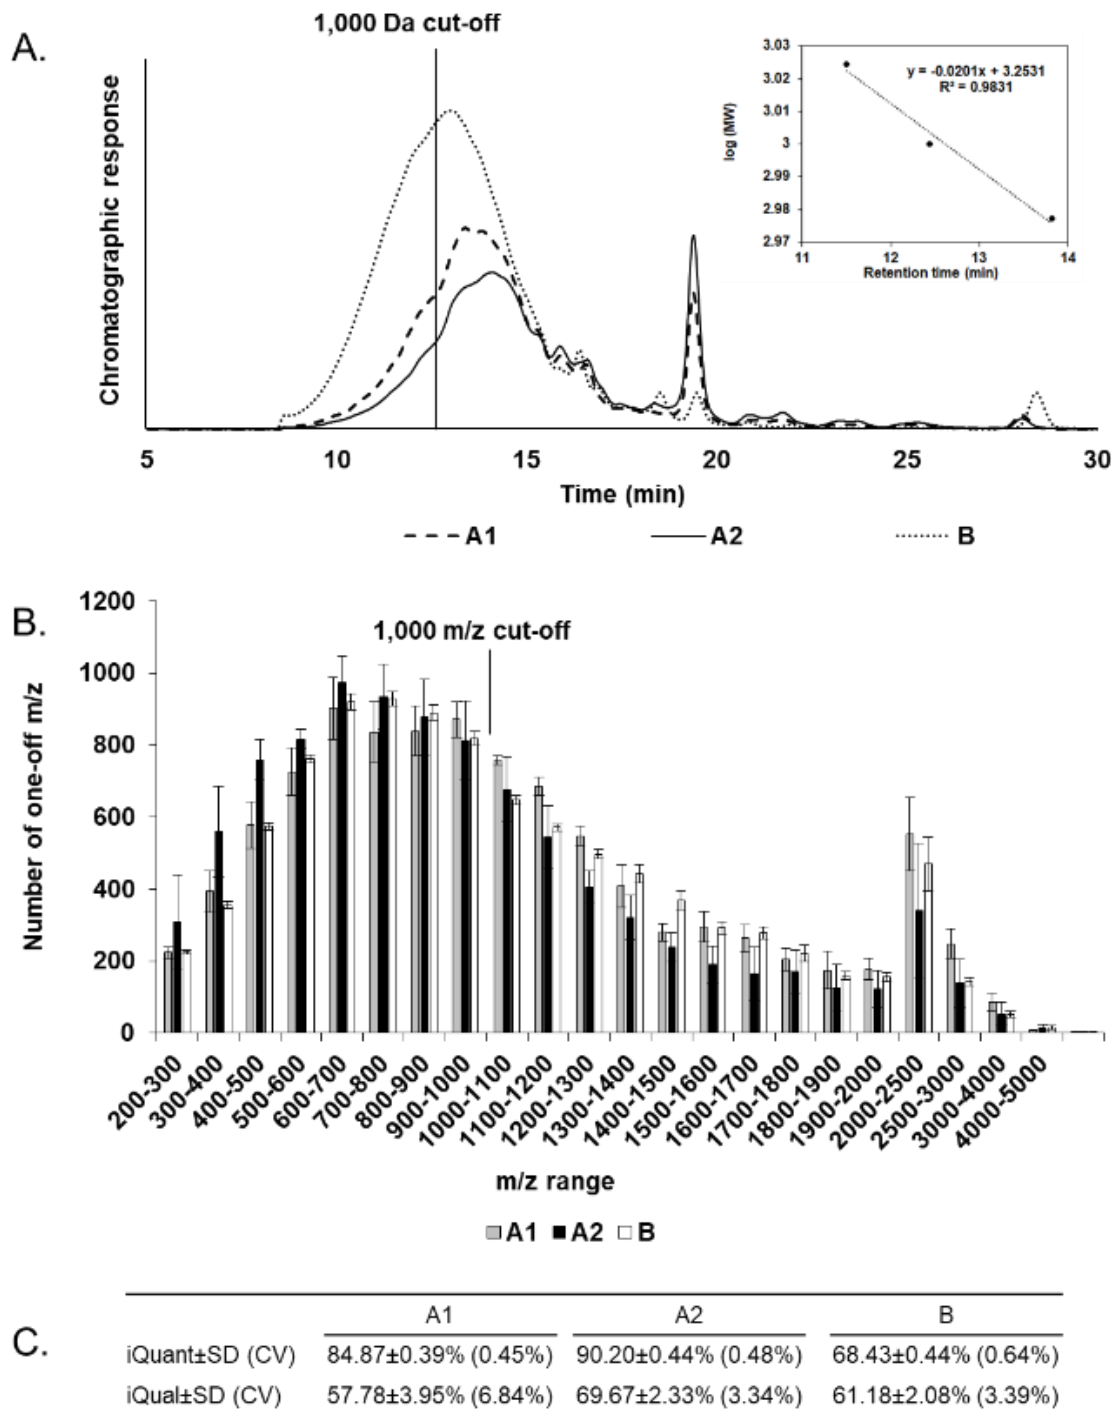 A.
1,000 Da cut-off
Chromatographic response
5 10 15 20 25 30
Time (min)
A1 A2 B
3.03
3.02
3.01
3
2.99
2.98
2.97
log (MW)
y = -0.0201x + 3.2531
R² = 0.9831
11 12 13 14
Retention time (min)
B.
1,000 m/z cut-off
Number of one-off m/z
1200
1000
800
600
400
200
0
200-300
300-400
400-500
500-600
600-700
700-800
800-900
900-1000
1000-1100
1100-1200
1200-1300
1300-1400
1400-1500
1500-1600
1600-1700
1700-1800
1800-1900
1900-2000
2000-2500
2500-3000
3000-4000
4000-5000
m/z range
A1 A2 B
C.
A1 A2 B
iQuant±SD (CV) 84.87±0.39% (0.45%) 90.20±0.44% (0.48%) 68.43±0.44% (0.64%)
iQual±SD (CV) 57.78±3.95% (6.84%) 69.67±2.33% (3.34%) 61.18±2.08% (3.39%)